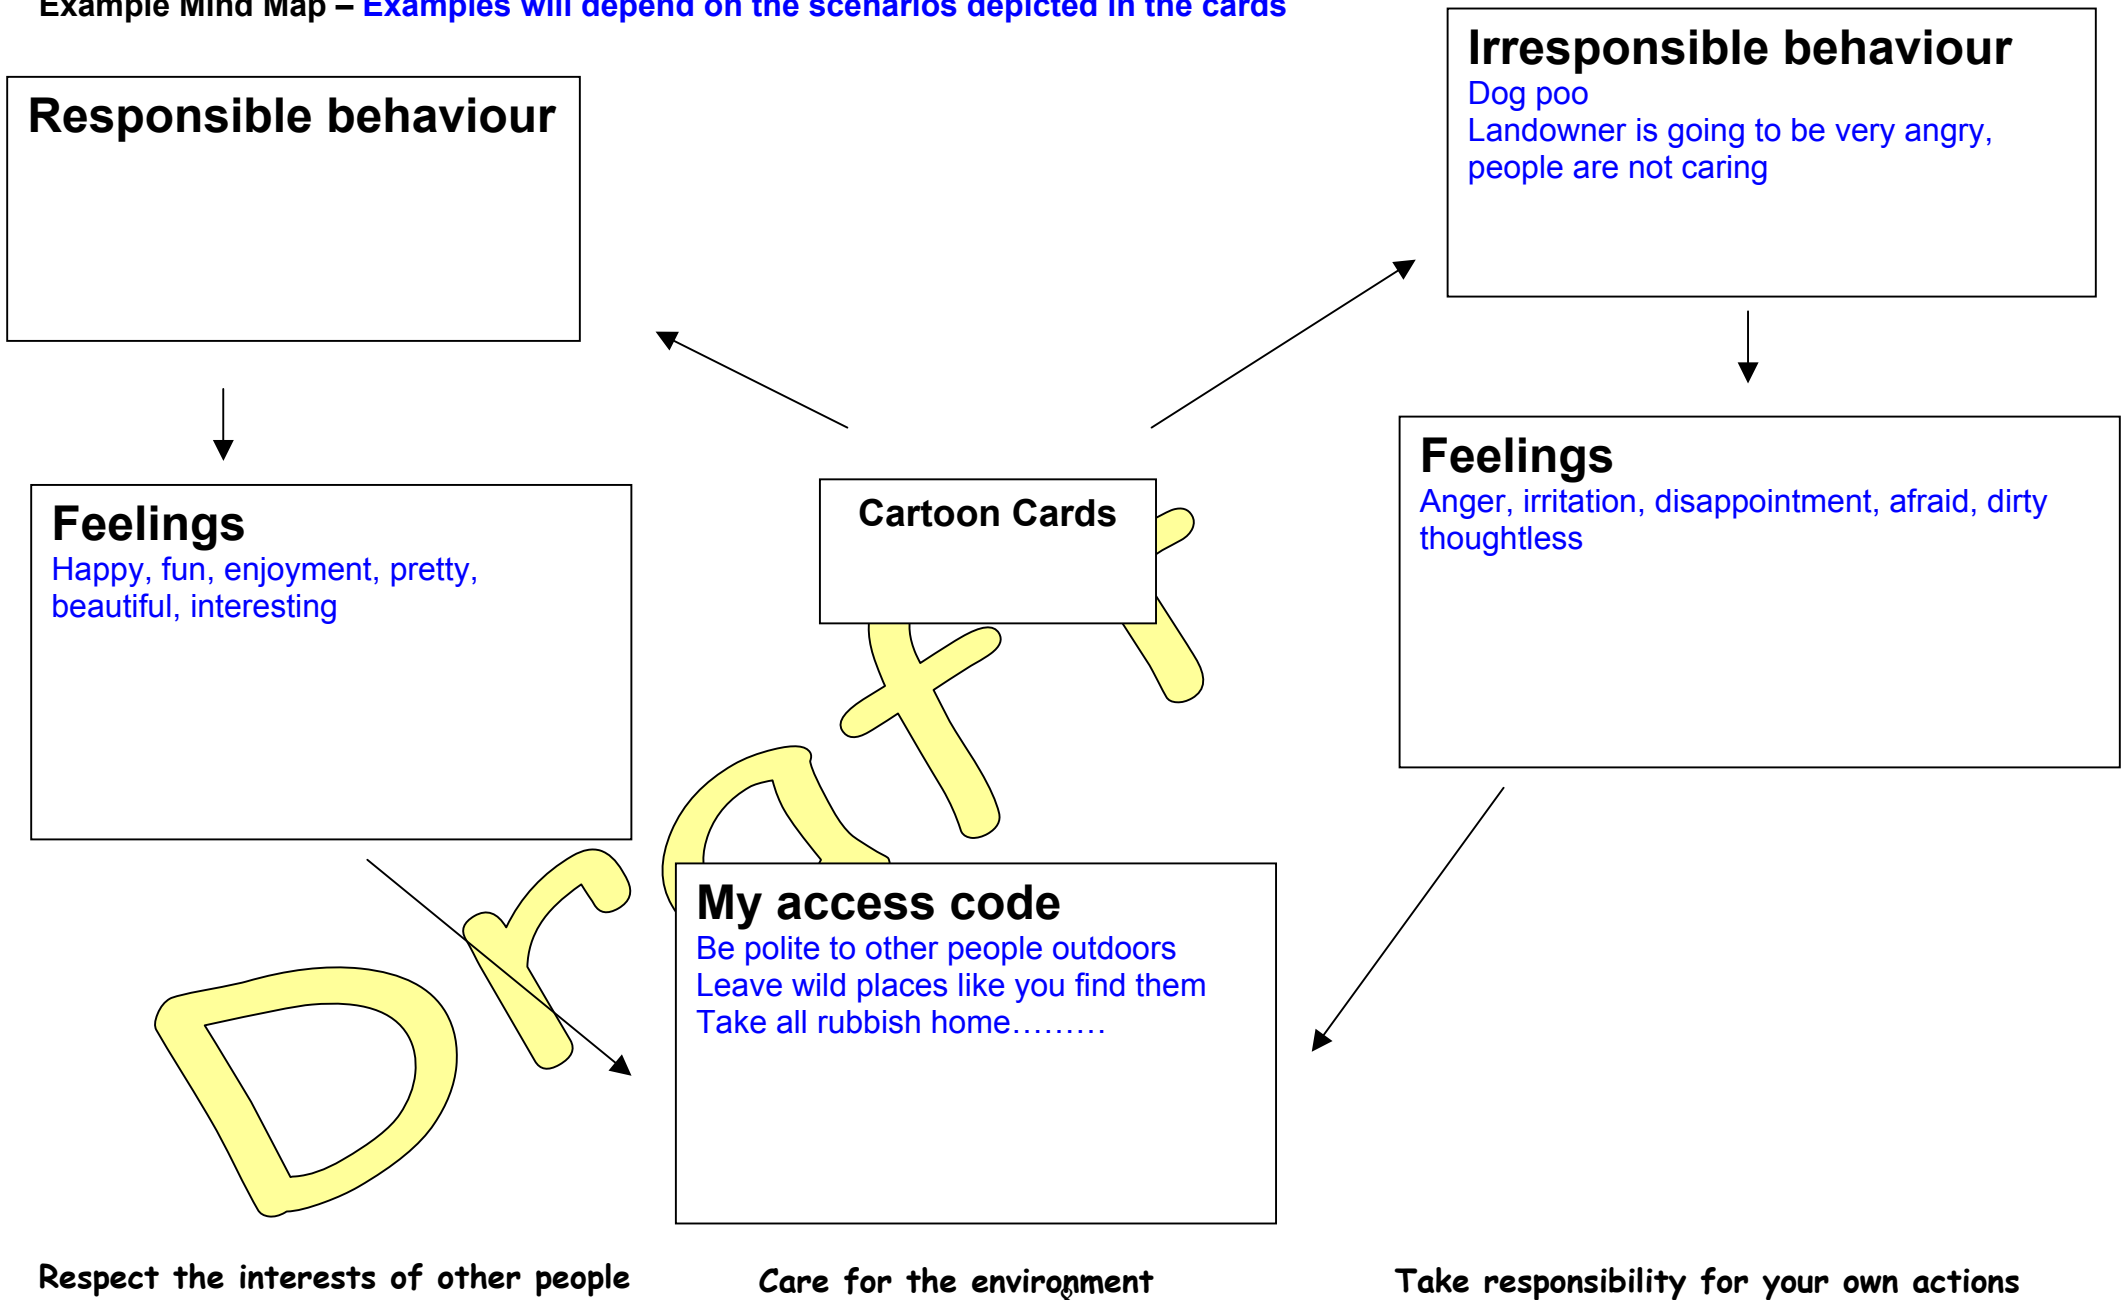 Example Mind Map – Examples will depend on the scenarios depicted in the cards
Responsible behaviour
Irresponsible behaviour
Dog poo
Landowner is going to be very angry,
people are not caring
Feelings
Happy, fun, enjoyment, pretty,
beautiful, interesting
Cartoon Cards
Feelings
Anger, irritation, disappointment, afraid, dirty
thoughtless
Draft
My access code
Be polite to other people outdoors
Leave wild places like you find them
Take all rubbish home………
Respect the interests of other people
Care for the environment
Take responsibility for your own actions